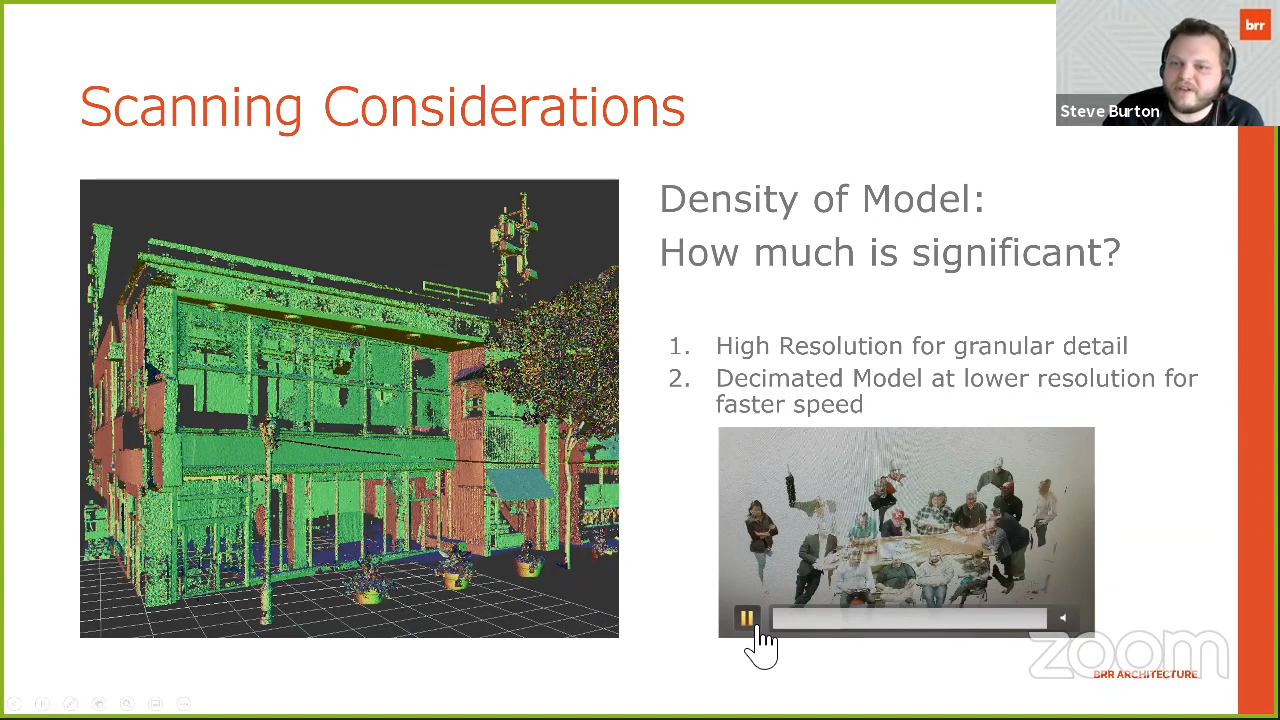 brr
Steve Burton
Scanning Considerations
Density of Model:
How much is significant?
1. High Resolution for granular detail
2. Decimated Model at lower resolution for
faster speed
zoom
BRR ARCHITECTURE